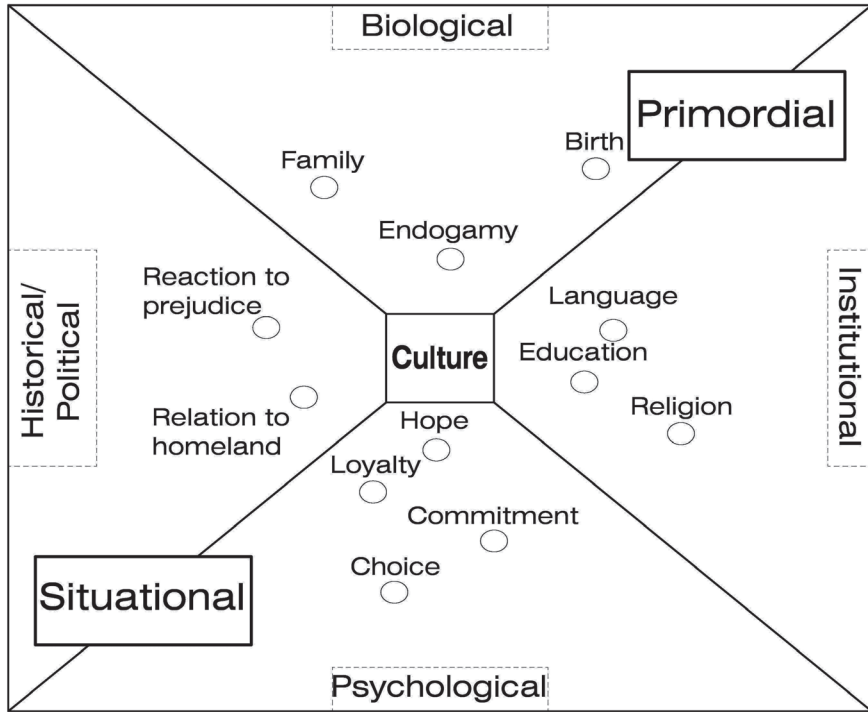 Biological
Primordial
Birth
Family
Endogamy
Reaction to
prejudice
Language
Historical/
Political
Institutional
Culture
Education
Relation to
homeland
Hope
Religion
Loyalty
Commitment
Choice
Situational
Psychological